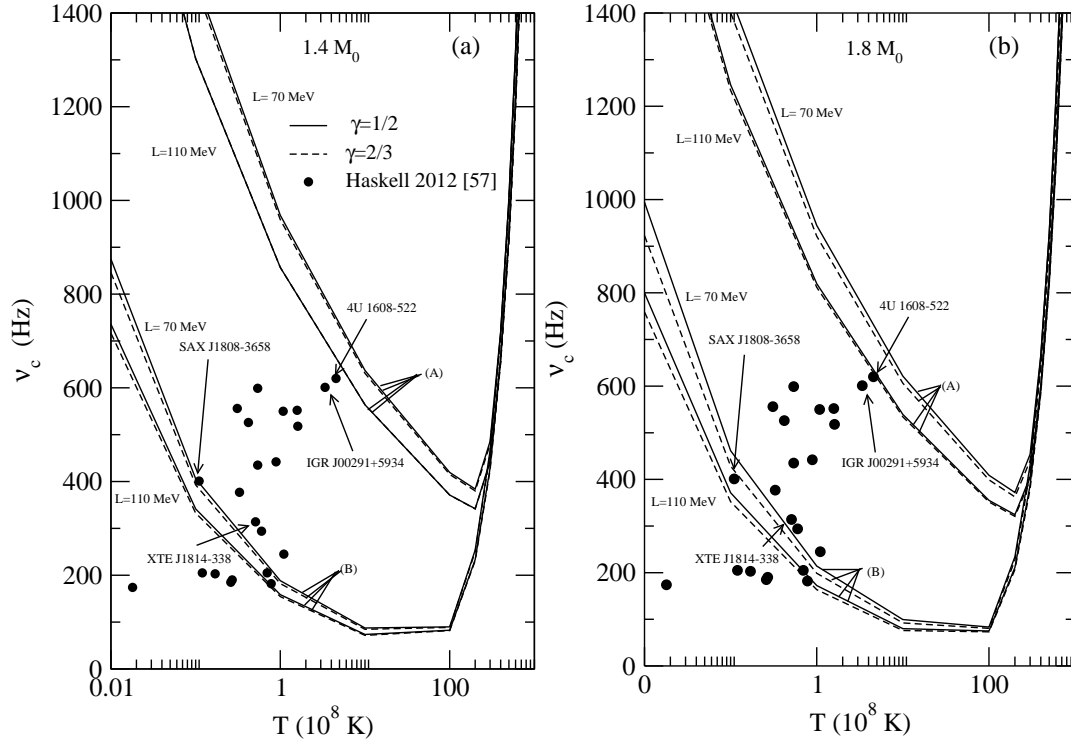 1400
1200
1000
800
600
400
200
0
ν_c (Hz)
0.01
1
100
T (10^8 K)
1.4 M_0
(a)
L= 70 MeV
L=110 MeV
γ=1/2
γ=2/3
Haskell 2012 [57]
4U 1608-522
L= 70 MeV
SAX J1808-3658
(A)
IGR J00291+5934
L=110 MeV
XTE J1814-338
(B)
1400
1200
1000
800
600
400
200
0
ν_c (Hz)
0
1
100
T (10^8 K)
1.8 M_0
(b)
L= 70 MeV
L=110 MeV
4U 1608-522
SAX J1808-3658
L= 70 MeV
(A)
IGR J00291+5934
L=110 MeV
XTE J1814-338
(B)